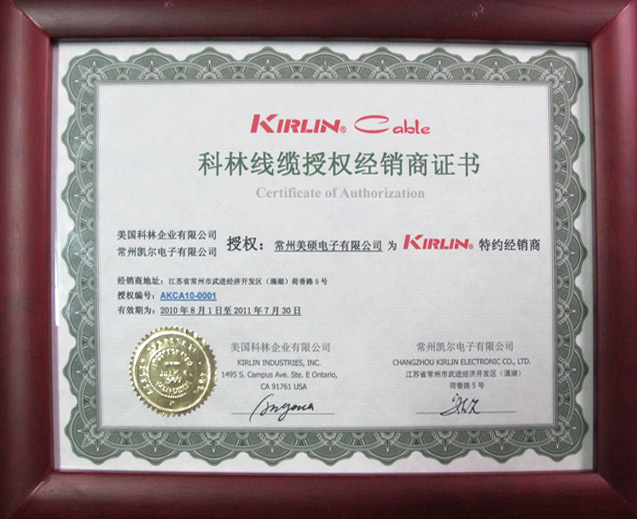 KIRLIN® Cable
科林线缆授权经销商证书
Certificate of Authorization
美国科林企业有限公司
常州凯尔电子有限公司
授权：常州美硕电子有限公司 为 KIRLIN® 特约经销商
经销商地址：江苏省常州市武进经济开发区（滆湖）荷香路5号
授权编号：AKCA10-0001
有效期为：2010年8月1日至2011年7月30日
美国科林企业有限公司
KIRLIN INDUSTRIES, INC.
1495 S. Campus Ave. Ste. E Ontario,
CA 91761 USA
常州凯尔电子有限公司
CHANGZHOU KIRLIN ELECTRONIC CO., LTD.
江苏省常州市武进经济开发区（滆湖）
荷香路5号